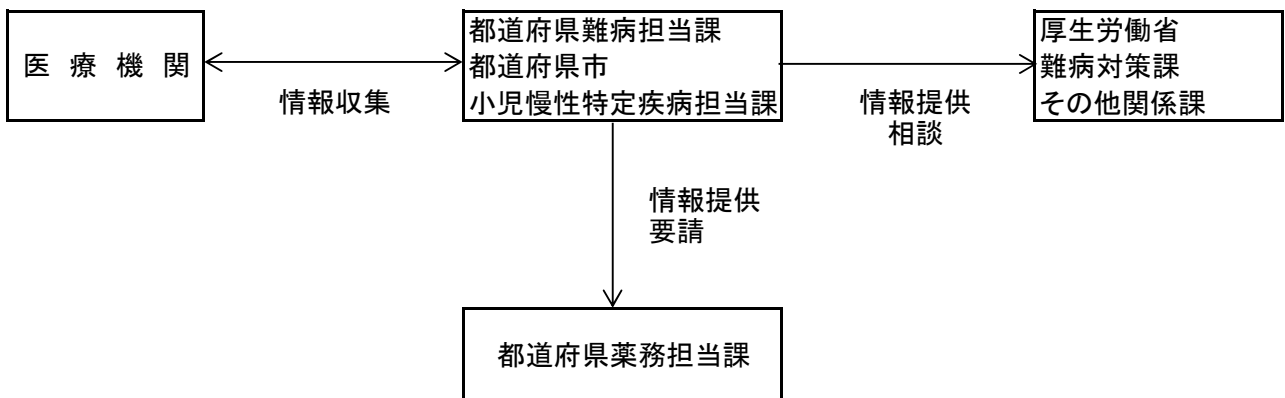 医療機関
情報収集
都道府県難病担当課
都道府県市
小児慢性特定疾病担当課
情報提供
相談
厚生労働省
難病対策課
その他関係課
情報提供
要請
都道府県薬務担当課